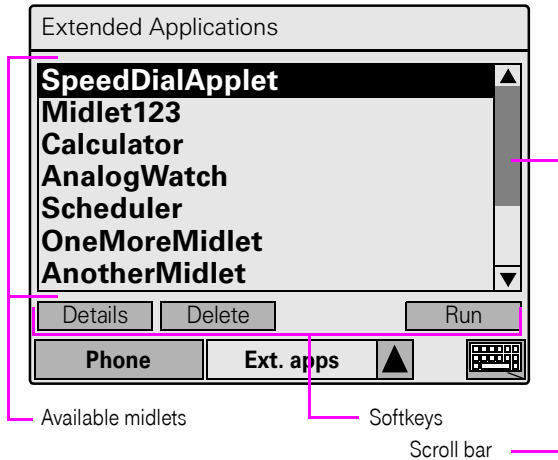 Extended Applications
SpeedDialApplet
Midlet123
Calculator
AnalogWatch
Scheduler
OneMoreMidlet
AnotherMidlet
Details Delete Run
Phone Ext. apps
Available midlets Softkeys
Scroll bar